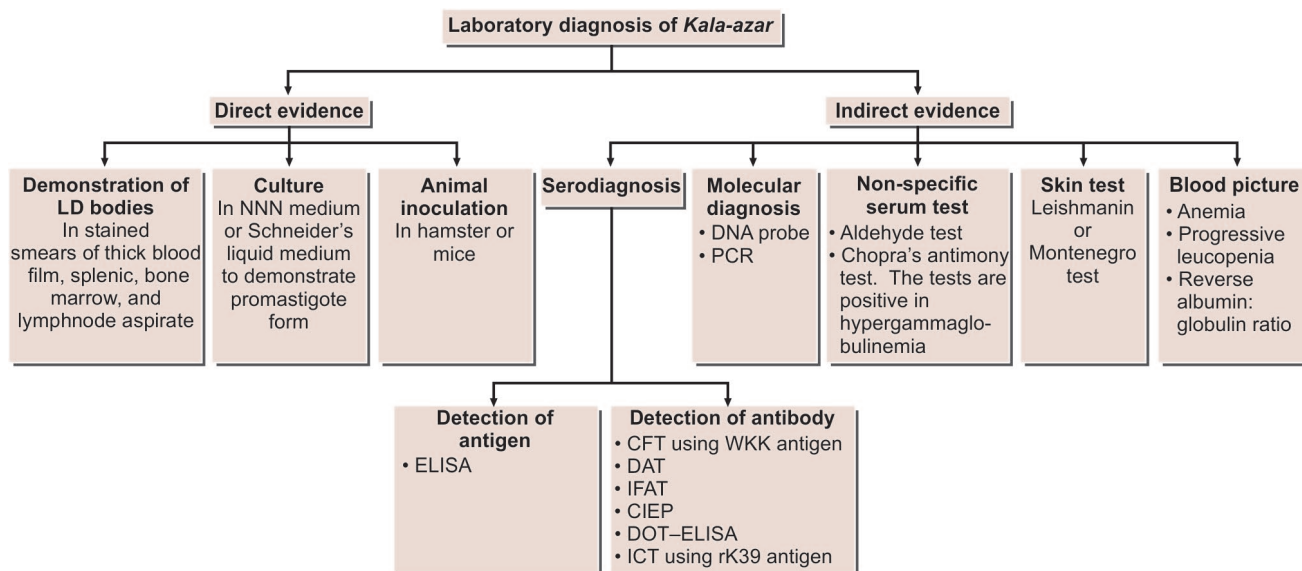 Laboratory diagnosis of Kala-azar
Direct evidence
Indirect evidence
Demonstration of
LD bodies
In stained
smears of thick blood
film, splenic, bone
marrow, and
lymphnode aspirate
Culture
In NNN medium
or Schneider's
liquid medium
to demonstrate
promastigote
form
Animal
inoculation
In hamster or
mice
Serodiagnosis
Molecular
diagnosis
• DNA probe
• PCR
Non-specific
serum test
• Aldehyde test
• Chopra's antimony
test. The tests are
positive in
hypergammaglo-
bulinemia
Skin test
Leishmanin
or
Montenegro
test
Blood picture
• Anemia
• Progressive
leucopenia
• Reverse
albumin:
globulin ratio
Detection of
antigen
• ELISA
Detection of antibody
• CFT using WKK antigen
• DAT
• IFAT
• CIEP
• DOT–ELISA
• ICT using rK39 antigen